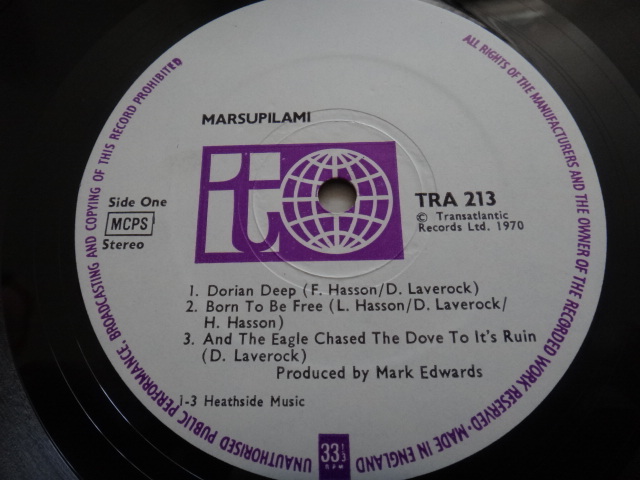 MARSUPILAMI
t
Side One
MCPS
Stereo
TRA 213
© Transatlantic
Records Ltd. 1970
1. Dorian Deep (F. Hasson/D. Laverock)
2. Born To Be Free (L. Hasson/D. Laverock/
H. Hasson)
3. And The Eagle Chased The Dove To It's Ruin
(D. Laverock)
Produced by Mark Edwards
1-3 Heathside Music
33 1/3
RPM
ALL RIGHTS OF THE MANUFACTURERS AND THE OWNER OF THE RECORDED WORK RESERVED-MADE IN ENGLAND
UNAUTHORISED PUBLIC PERFORMANCE, BROADCASTING AND COPYING OF THIS RECORD PROHIBITED